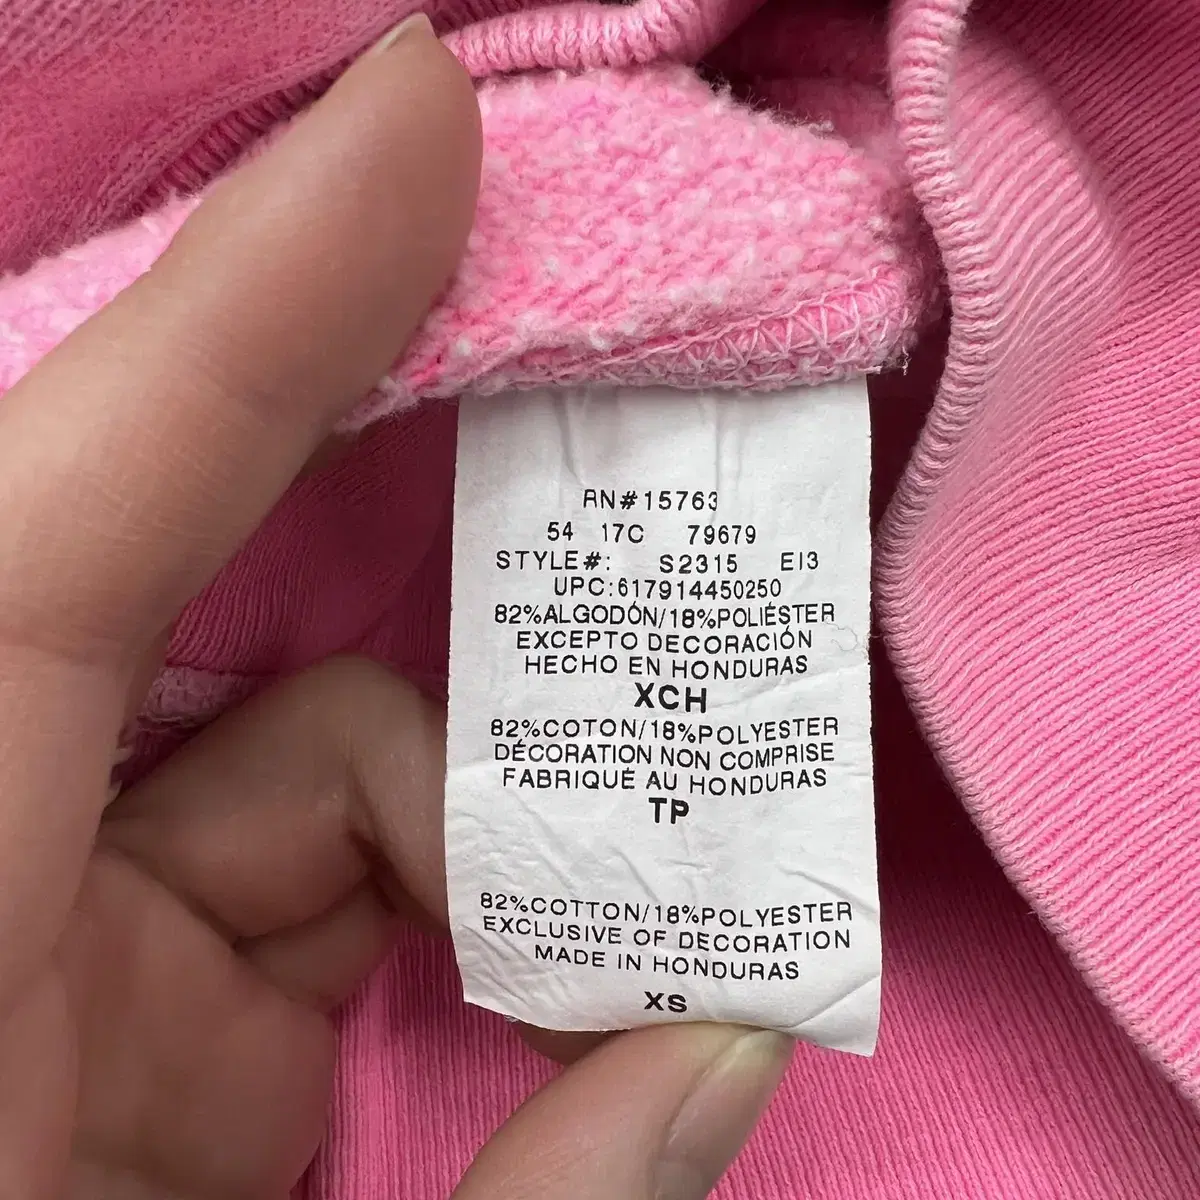 RN#15763
54 17C 79679
STYLE#: S2315 EI3
UPC:617914450250
82%ALGODÓN/18%POLIÉSTER
EXCEPTO DECORACIÓN
HECHO EN HONDURAS
XCH
82%COTON/18%POLYESTER
DÉCORATION NON COMPRISE
FABRIQUÉ AU HONDURAS
TP
82%COTTON/18%POLYESTER
EXCLUSIVE OF DECORATION
MADE IN HONDURAS
XS